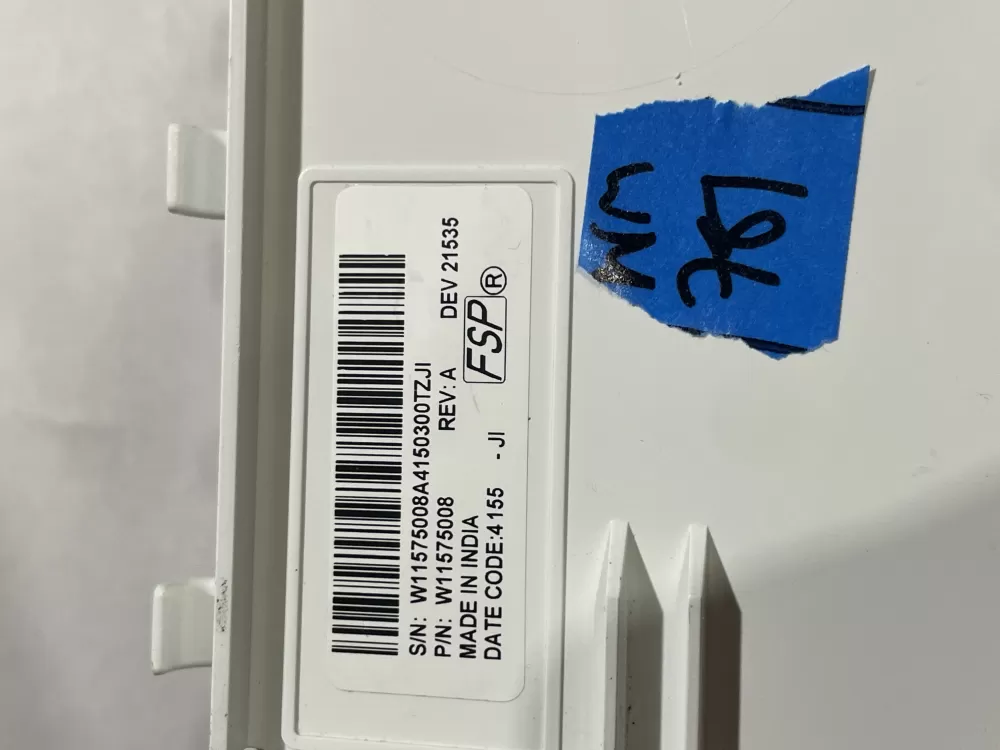 S/N: W11575008A4150300TZJI
P/N: W11575008 REV: A DEV 21535
MADE IN INDIA
DATE CODE:4155 - JI FSP®